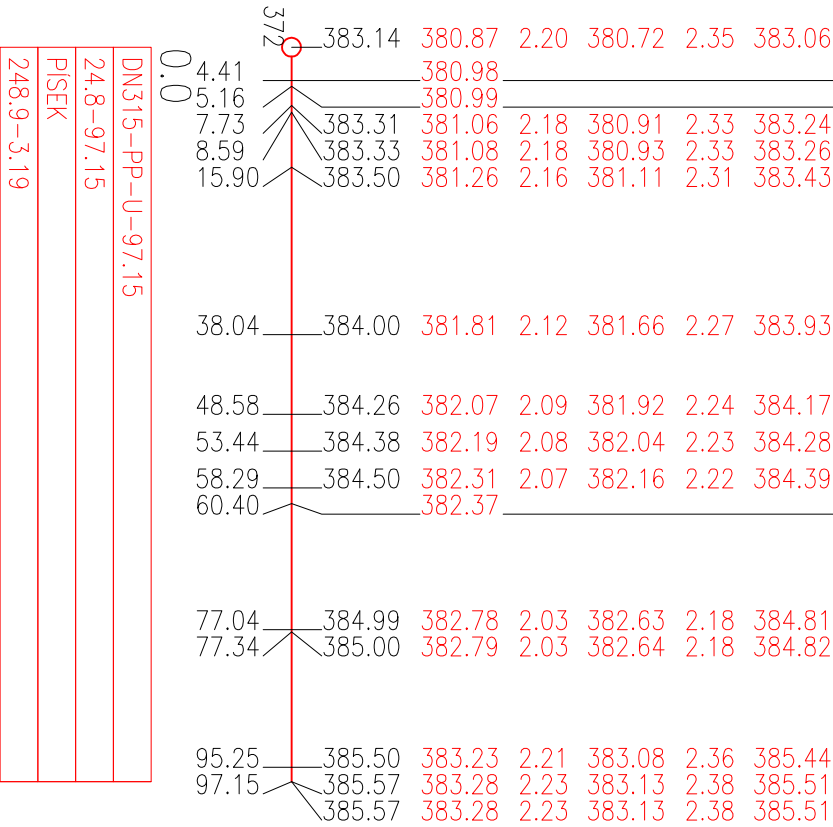 372
383.14 380.87 2.20 380.72 2.35 383.06
0.0
4.41 380.98
5.16 380.99
7.73 383.31 381.06 2.18 380.91 2.33 383.24
8.59 383.33 381.08 2.18 380.93 2.33 383.26
15.90 383.50 381.26 2.16 381.11 2.31 383.43
38.04 384.00 381.81 2.12 381.66 2.27 383.93
48.58 384.26 382.07 2.09 381.92 2.24 384.17
53.44 384.38 382.19 2.08 382.04 2.23 384.28
58.29 384.50 382.31 2.07 382.16 2.22 384.39
60.40 382.37
77.04 384.99 382.78 2.03 382.63 2.18 384.81
77.34 385.00 382.79 2.03 382.64 2.18 384.82
95.25 385.50 383.23 2.21 383.08 2.36 385.44
97.15 385.57 383.28 2.23 383.13 2.38 385.51
385.57 383.28 2.23 383.13 2.38 385.51
DN315-PP-U-97.15
24.8-97.15
PÍSEK
248.9-3.19